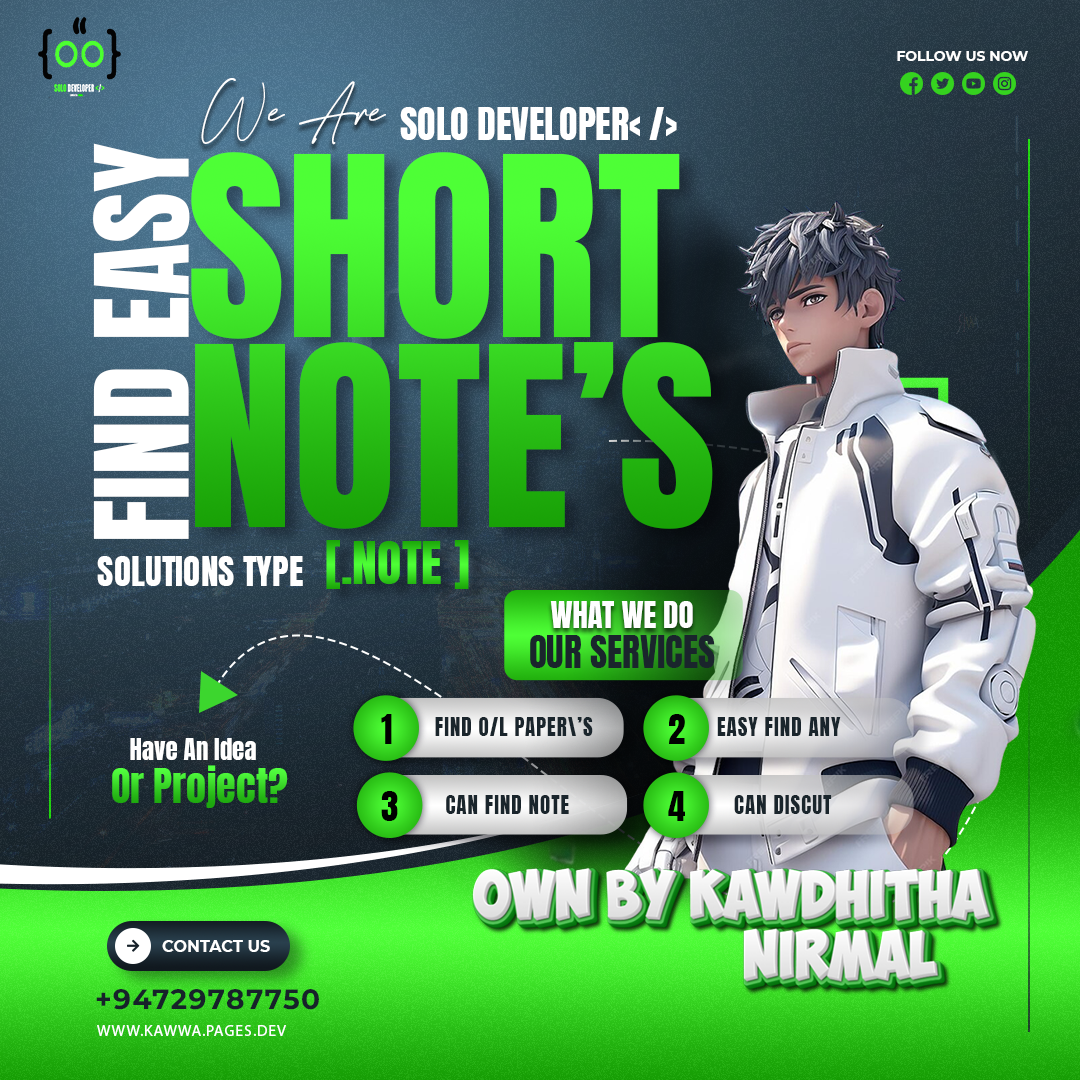 {OO}
SOLO DEVELOPER </>
FOLLOW US NOW
We Are SOLO DEVELOPER< />
FIND EASY
SHORT
NOTE'S
SOLUTIONS TYPE [.NOTE ]
WHAT WE DO
OUR SERVICES
1 FIND O/L PAPER\'S
2 EASY FIND ANY
3 CAN FIND NOTE
4 CAN DISCUT
Have An Idea
Or Project?
OWN BY KAWDHITHA
NIRMAL
CONTACT US
+94729787750
WWW.KAWWA.PAGES.DEV